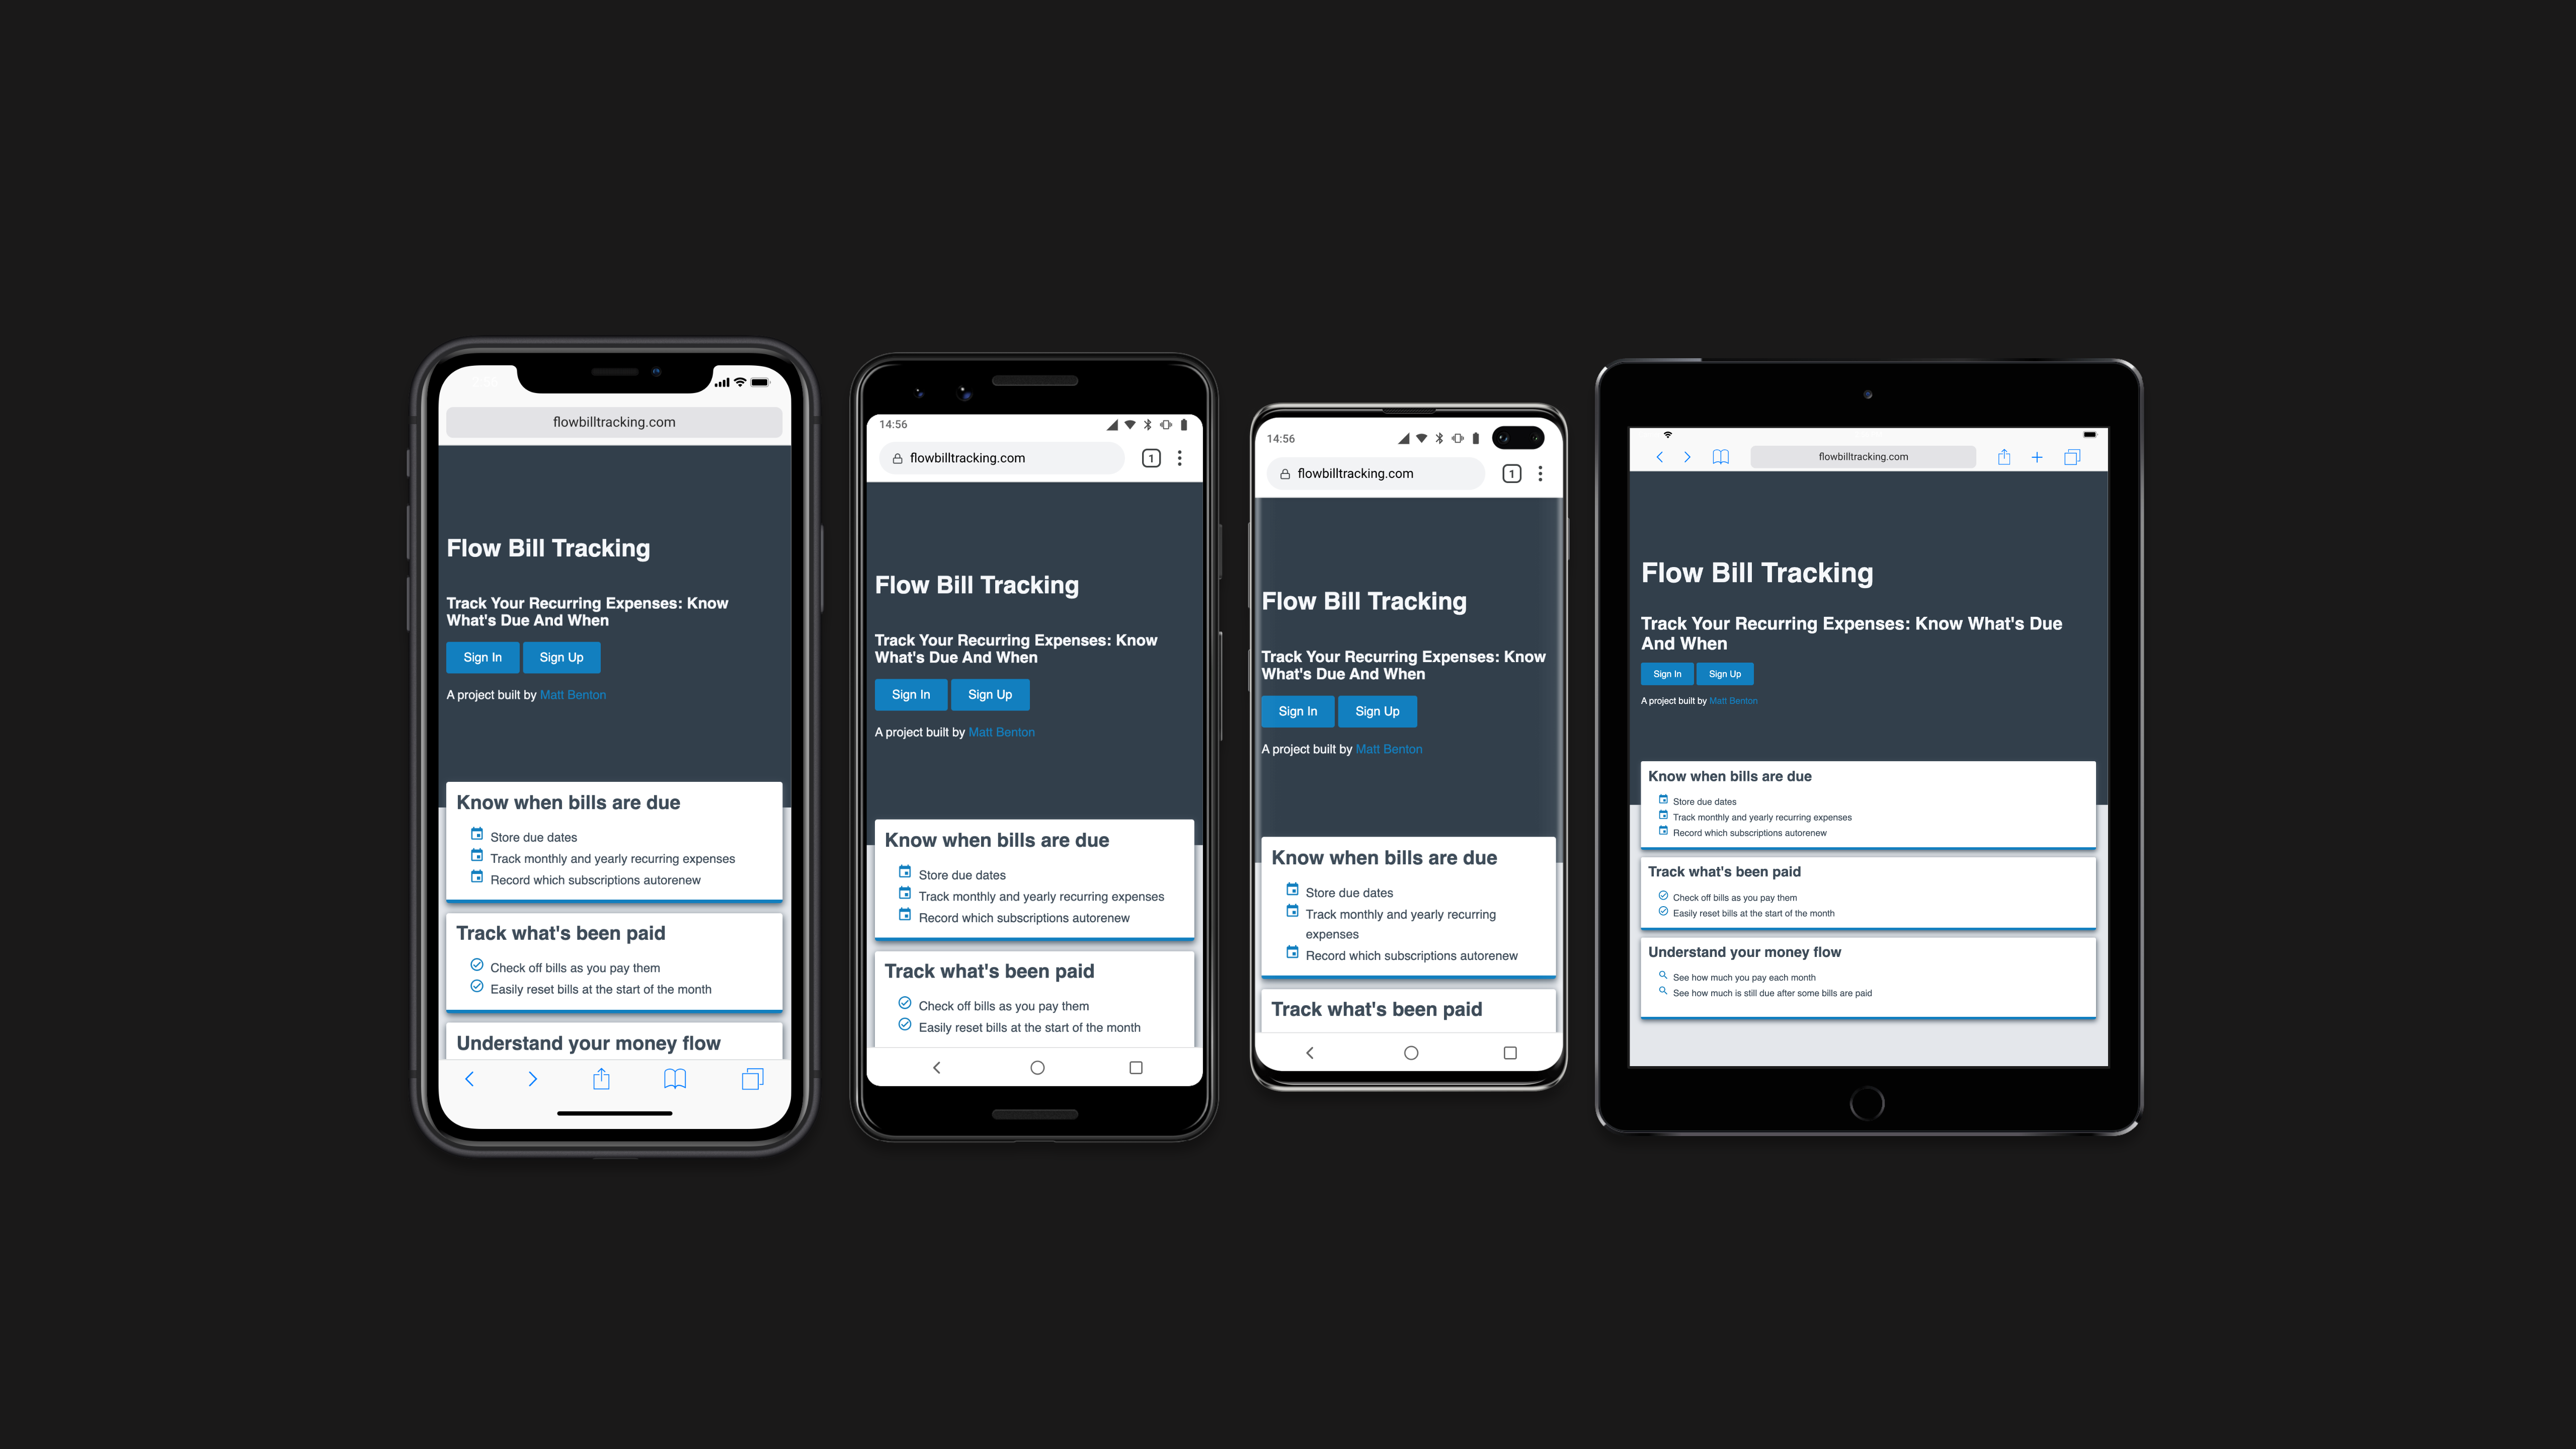 flowbilltracking.com
Flow Bill Tracking
Track Your Recurring Expenses: Know
What's Due And When
Sign In Sign Up
A project built by Matt Benton
Know when bills are due
Store due dates
Track monthly and yearly recurring expenses
Record which subscriptions autorenew
Track what's been paid
Check off bills as you pay them
Easily reset bills at the start of the month
Understand your money flow
14:56
flowbilltracking.com 1
Flow Bill Tracking
Track Your Recurring Expenses: Know
What's Due And When
Sign In Sign Up
A project built by Matt Benton
Know when bills are due
Store due dates
Track monthly and yearly recurring expenses
Record which subscriptions autorenew
Track what's been paid
Check off bills as you pay them
Easily reset bills at the start of the month
14:56
flowbilltracking.com 1
Flow Bill Tracking
Track Your Recurring Expenses: Know
What's Due And When
Sign In Sign Up
A project built by Matt Benton
Know when bills are due
Store due dates
Track monthly and yearly recurring
expenses
Record which subscriptions autorenew
Track what's been paid
flowbilltracking.com
Flow Bill Tracking
Track Your Recurring Expenses: Know What's Due
And When
Sign In Sign Up
A project built by Matt Benton
Know when bills are due
Store due dates
Track monthly and yearly recurring expenses
Record which subscriptions autorenew
Track what's been paid
Check off bills as you pay them
Easily reset bills at the start of the month
Understand your money flow
See how much you pay each month
See how much is still due after some bills are paid